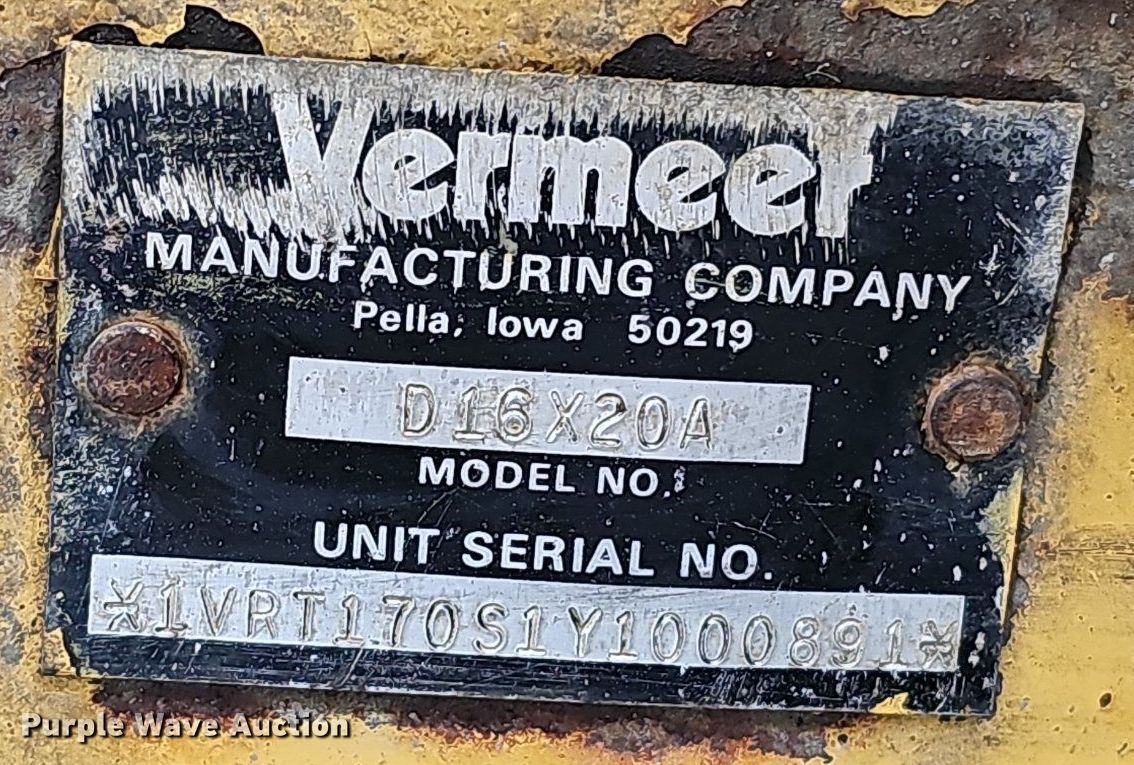 Vermeer
MANUFACTURING COMPANY
Pella, Iowa 50219
D16X20A
MODEL NO.
UNIT SERIAL NO.
*1VRT170S1Y1000891*
Purple Wave Auction